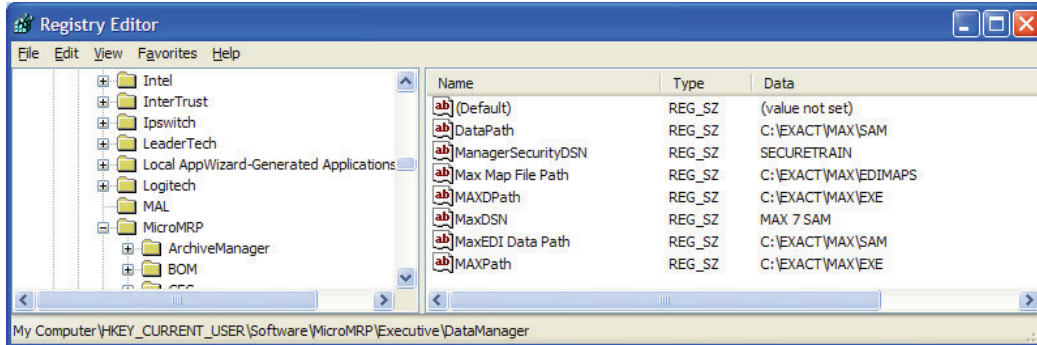 Registry Editor
File Edit View Favorites Help
Intel
InterTrust
Ipswitch
LeaderTech
Local AppWizard-Generated Applications
Logitech
MAL
MicroMRP
ArchiveManager
BOM
Name Type Data
(Default) REG_SZ (value not set)
DataPath REG_SZ C:\EXACT\MAX\SAM
ManagerSecurityDSN REG_SZ SECURETRAIN
Max Map File Path REG_SZ C:\EXACT\MAX\EDIMAPS
MAXDPath REG_SZ C:\EXACT\MAX\EXE
MaxDSN REG_SZ MAX 7 SAM
MaxEDI Data Path REG_SZ C:\EXACT\MAX\SAM
MAXPath REG_SZ C:\EXACT\MAX\EXE
My Computer\HKEY_CURRENT_USER\Software\MicroMRP\Executive\DataManager